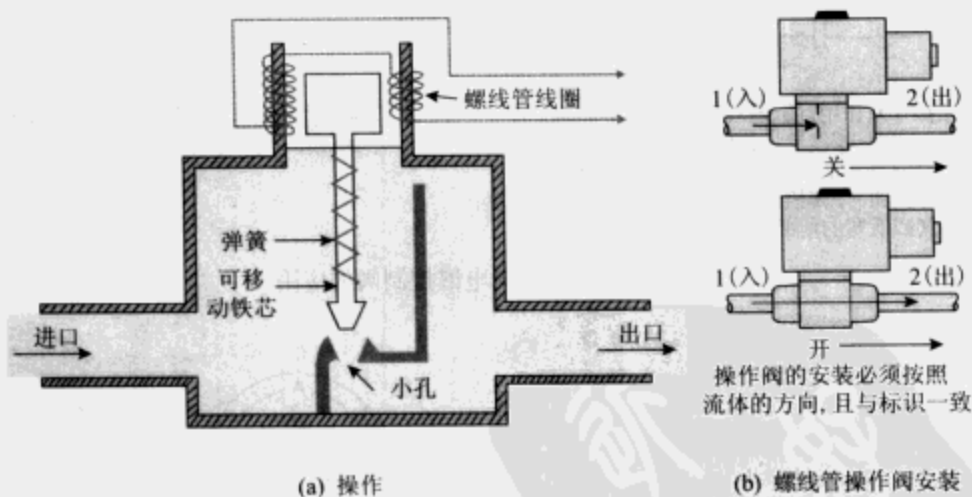 螺线管线圈
弹簧
可移
动铁芯
进口
出口
小孔
(a) 操作
1(入)
2(出)
关
1(入)
2(出)
开
操作阀的安装必须按照
流体的方向,且与标识一致
(b) 螺线管操作阀安装